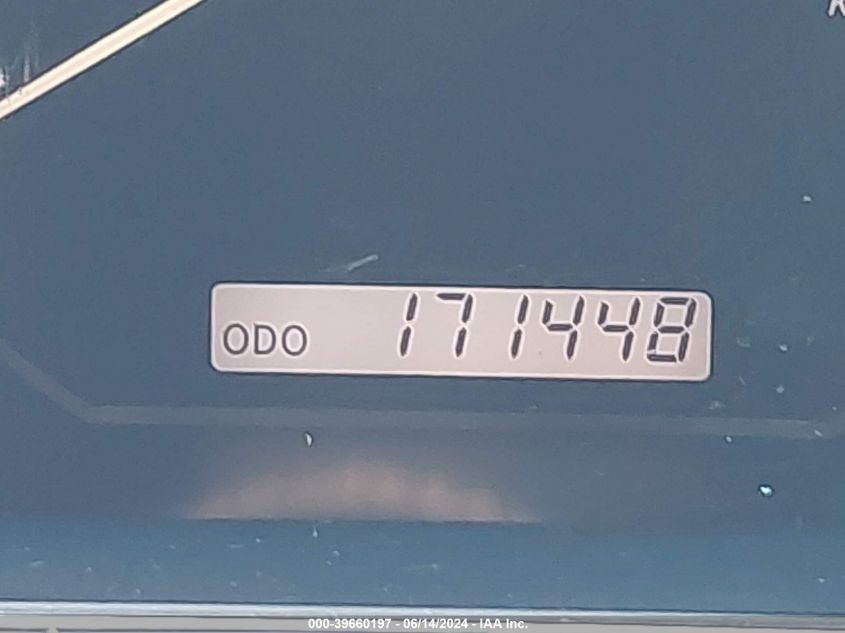 ODO 171448
000-39660197 - 06/14/2024 - IAA Inc.